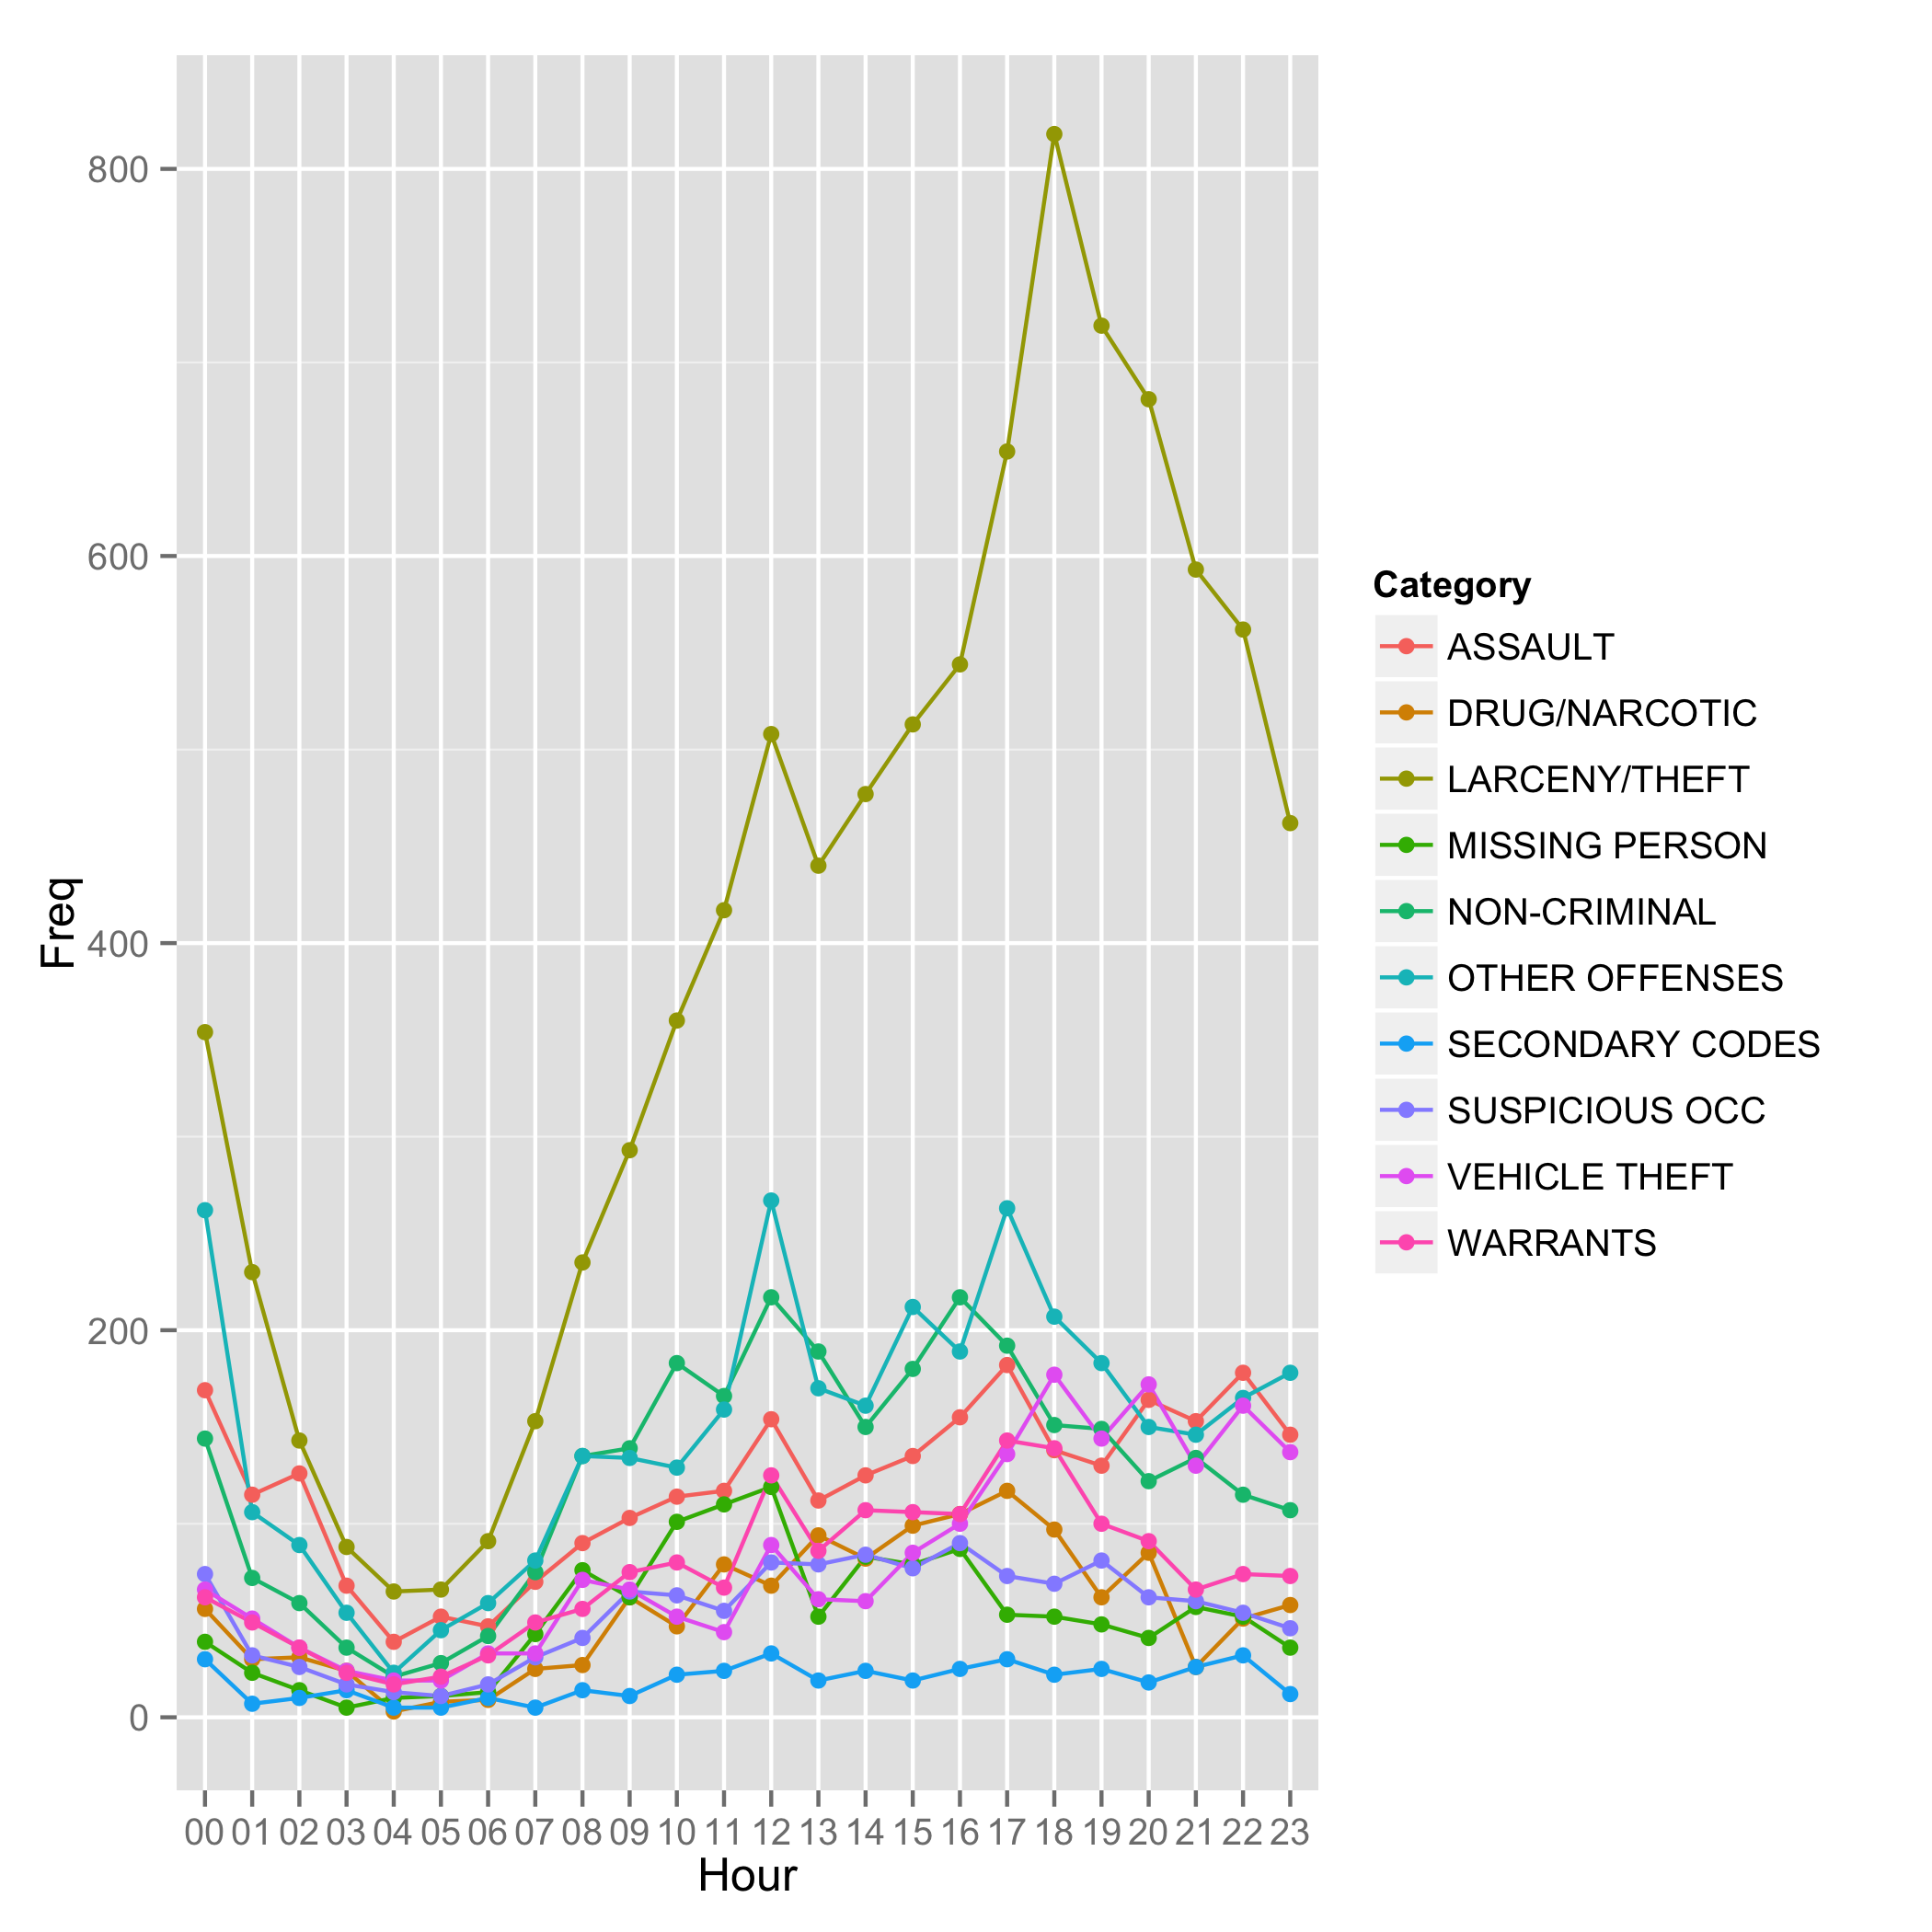 800
600
400
200
0
Freq
00 01 02 03 04 05 06 07 08 09 10 11 12 13 14 15 16 17 18 19 20 21 22 23
Hour
Category
ASSAULT
DRUG/NARCOTIC
LARCENY/THEFT
MISSING PERSON
NON-CRIMINAL
OTHER OFFENSES
SECONDARY CODES
SUSPICIOUS OCC
VEHICLE THEFT
WARRANTS